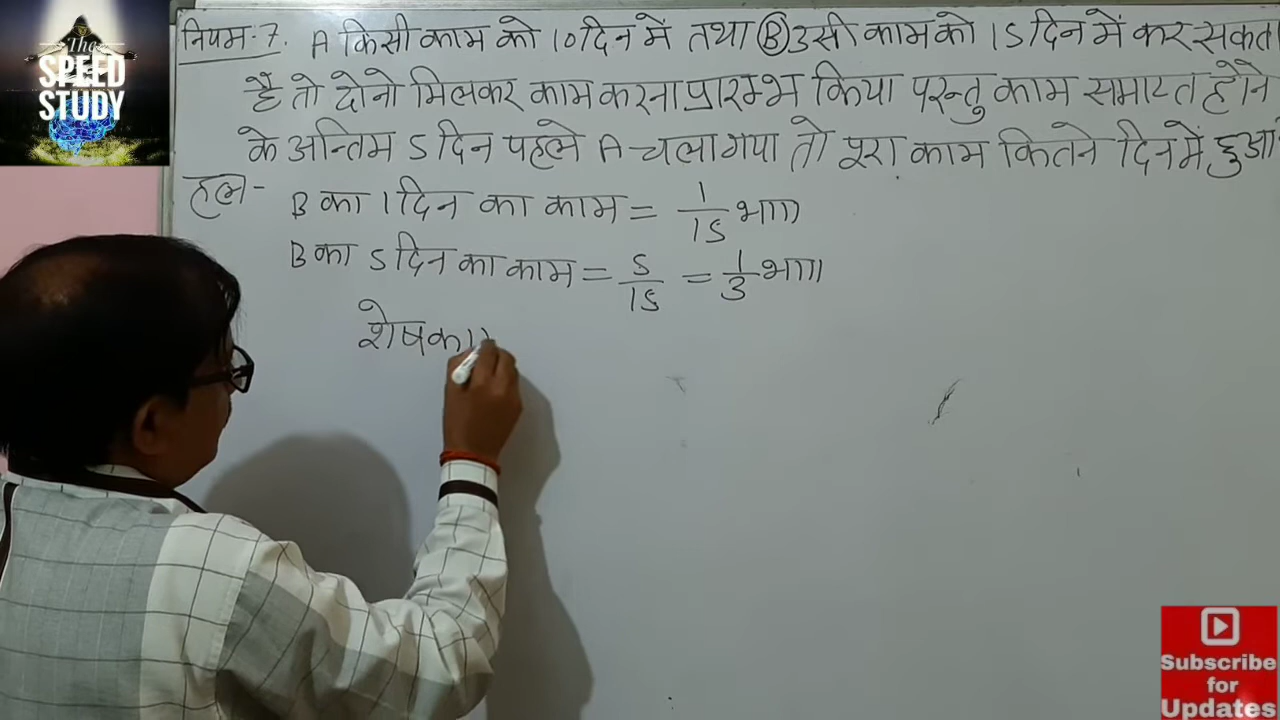 The
SPEED
STUDY
नियम-7. A किसी काम को 10 दिन में तथा B उसी काम को 15 दिन में कर सकता
है तो दोनो मिलकर काम करना प्रारम्भ किया परन्तु काम समाप्त होने
के अन्तिम 5 दिन पहले A चला गया तो पूरा काम कितने दिन में हुआ
हल-
B का 1 दिन का काम = 1/15 भाग
B का 5 दिन का काम = 5/15 = 1/3 भाग
शेष का
Subscribe
for
Updates